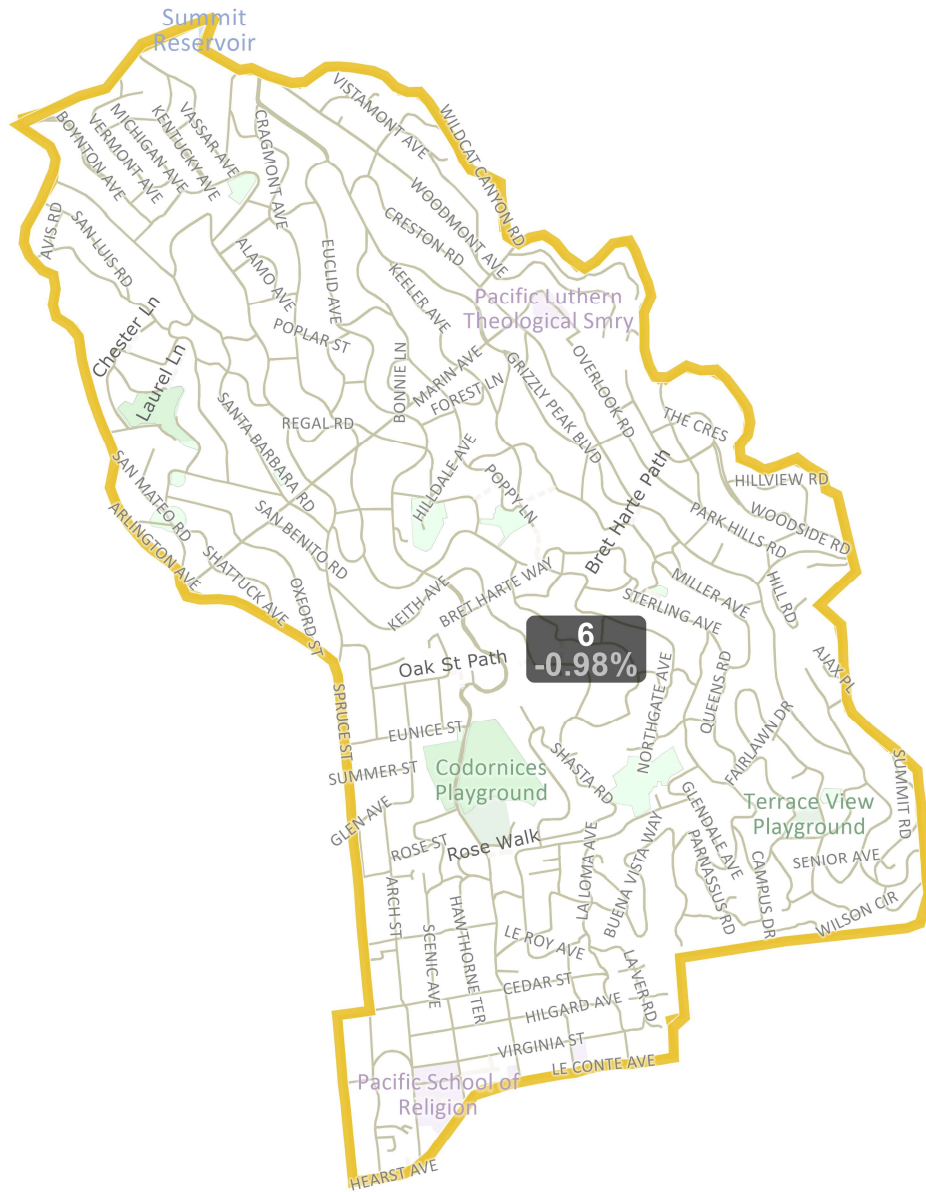 Summit
Reservoir
VISTAMONT AVE
WILDCAT CANYON RD
BOYNTON AVE
VERMONT AVE
MICHIGAN AVE
KENTUCKY AVE
VASSAR AVE
CRAGMONT AVE
WOODMONT AVE
CRESTON RD
AVIS RD
SAN LUIS RD
ALAMO AVE
EUCLID AVE
KEELER AVE
Pacific Luthern
Theological Smry
Chester Ln
POPLAR ST
Laurel Ln
BONNIE LN
MARIN AVE
FOREST LN
GRIZZLY PEAK BLVD
OVERLOOK RD
THE CRES
SANTA BARBARA RD
REGAL RD
HILLDALE AVE
POPPY LN
Bret Harte Path
HILLVIEW RD
SAN MATEO RD
ARLINGTON AVE
SAN BENITO RD
PARK HILLS RD
WOODSIDE RD
SHATTUCK AVE
OXFORD ST
KEITH AVE
BRET HARTE WAY
MILLER AVE
STERLING AVE
HILL RD
6
-0.98%
Oak St Path
NORTHGATE AVE
QUEENS RD
AJAX PL
SPRUCE ST
EUNICE ST
SUMMER ST
Codornices
Playground
SHASTA RD
FAIRLAWN DR
SUMMIT RD
GLEN AVE
ROSE ST
Rose Walk
LA LOMA AVE
BUENA VISTA WAY
GLENDALE AVE
PARNASSUS RD
Terrace View
Playground
CAMPUS DR
SENIOR AVE
WILSON CIR
ARCH ST
SCENIC AVE
HAWTHORNE TER
LE ROY AVE
CEDAR ST
LA VER RD
HILGARD AVE
VIRGINIA ST
LE CONTE AVE
Pacific School of
Religion
HEARST AVE